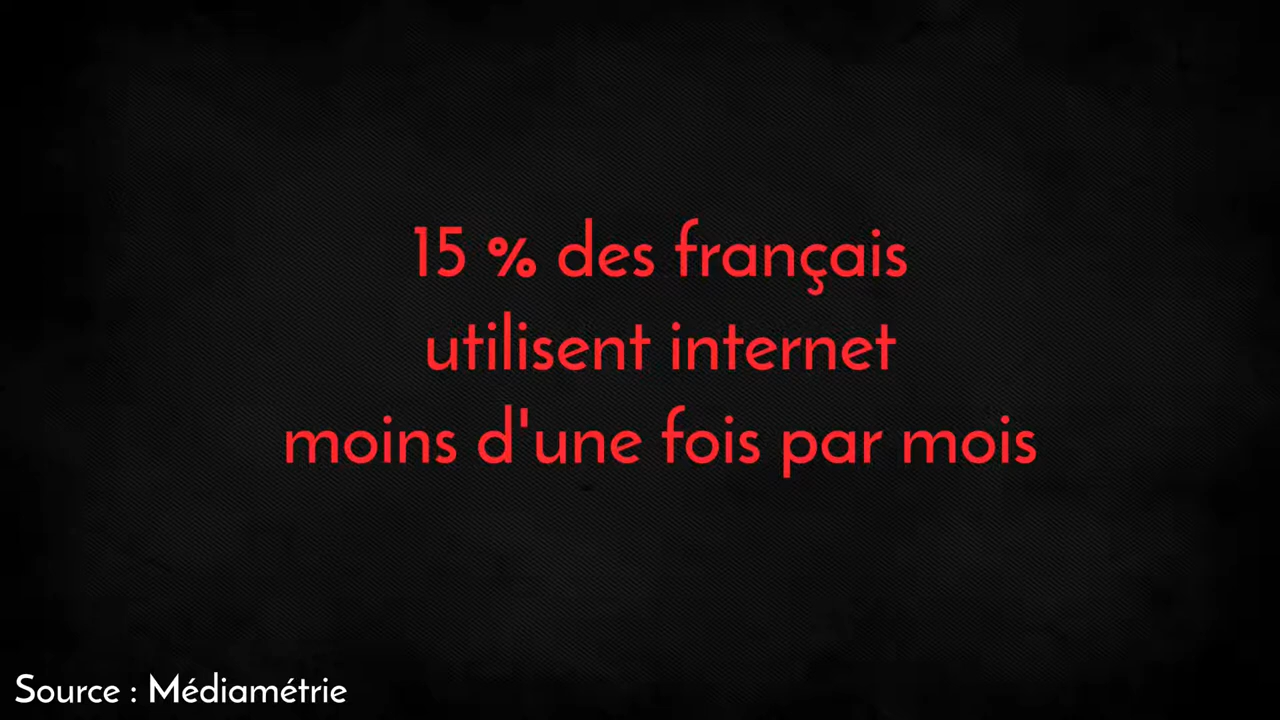 15 % des français
utilisent internet
moins d'une fois par mois
Source : Médiamétrie